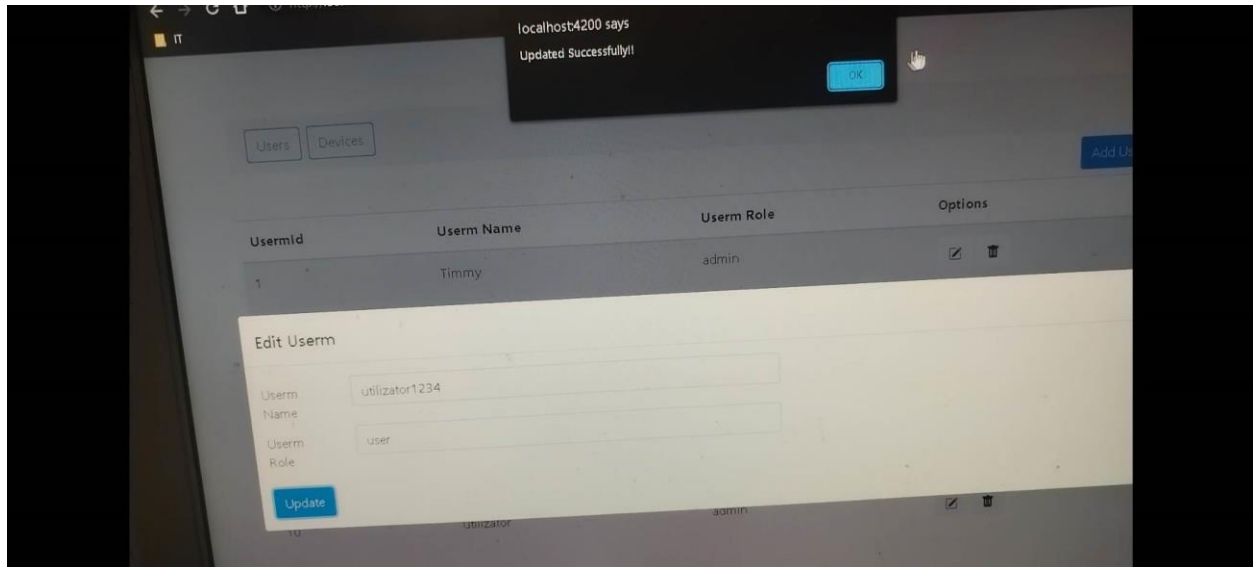 IT
localhost:4200 says
Updated Successfully!!
OK
Users Devices
UsermId Userm Name Userm Role Options
1 Timmy admin
Edit Userm
Userm Name utilizator1234
Userm Role user
Update
10 utilizator admin